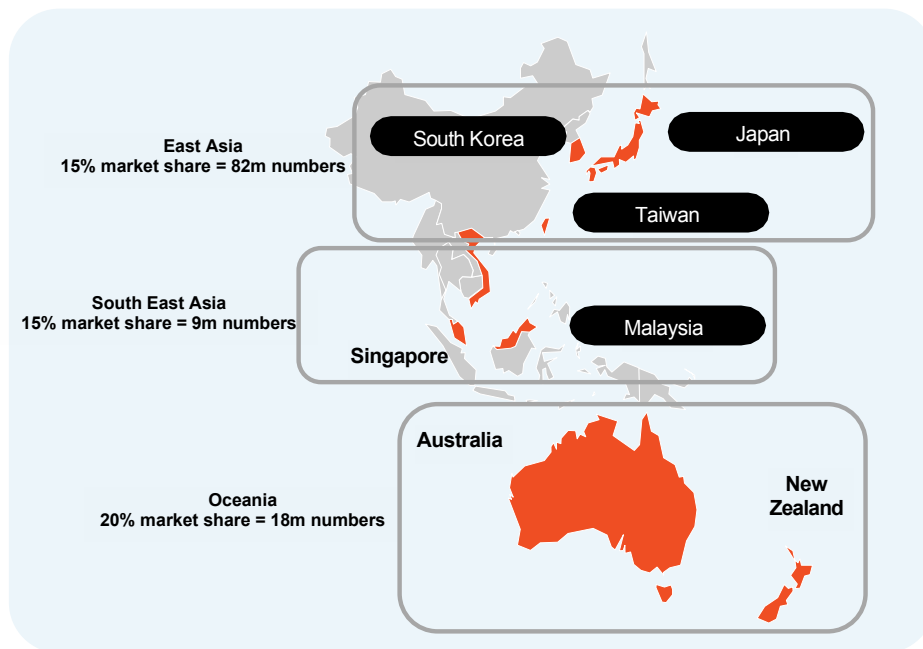 East Asia
15% market share = 82m numbers
South Korea
Japan
Taiwan
South East Asia
15% market share = 9m numbers
Malaysia
Singapore
Australia
New
Zealand
Oceania
20% market share = 18m numbers